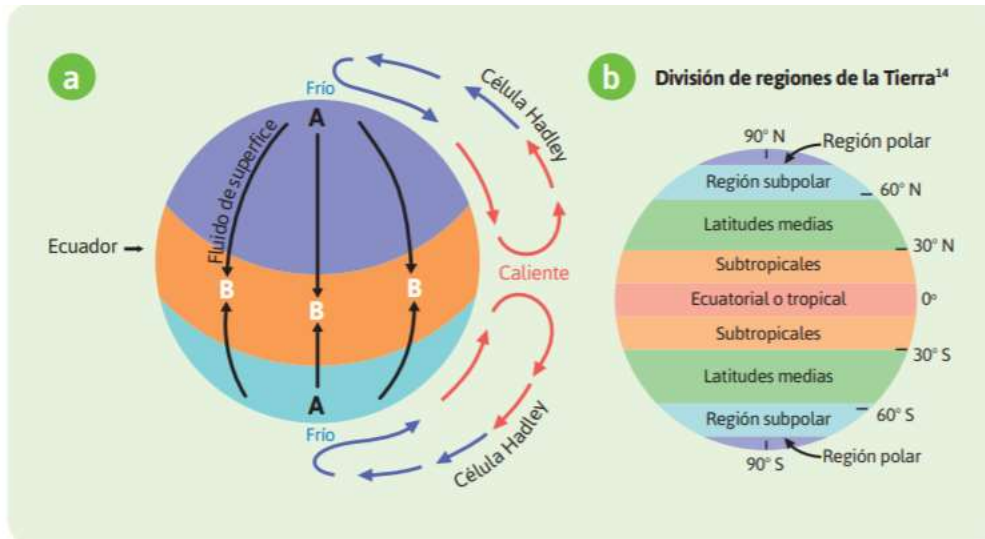 a
Frío
A
Fluido de superfice
Ecuador
B
B
B
A
Frío
Célula Hadley
Caliente
Célula Hadley
b
División de regiones de la Tierra¹⁴
90° N
Región polar
Región subpolar
60° N
Latitudes medias
30° N
Subtropicales
Ecuatorial o tropical
0°
Subtropicales
30° S
Latitudes medias
60° S
Región subpolar
Región polar
90° S